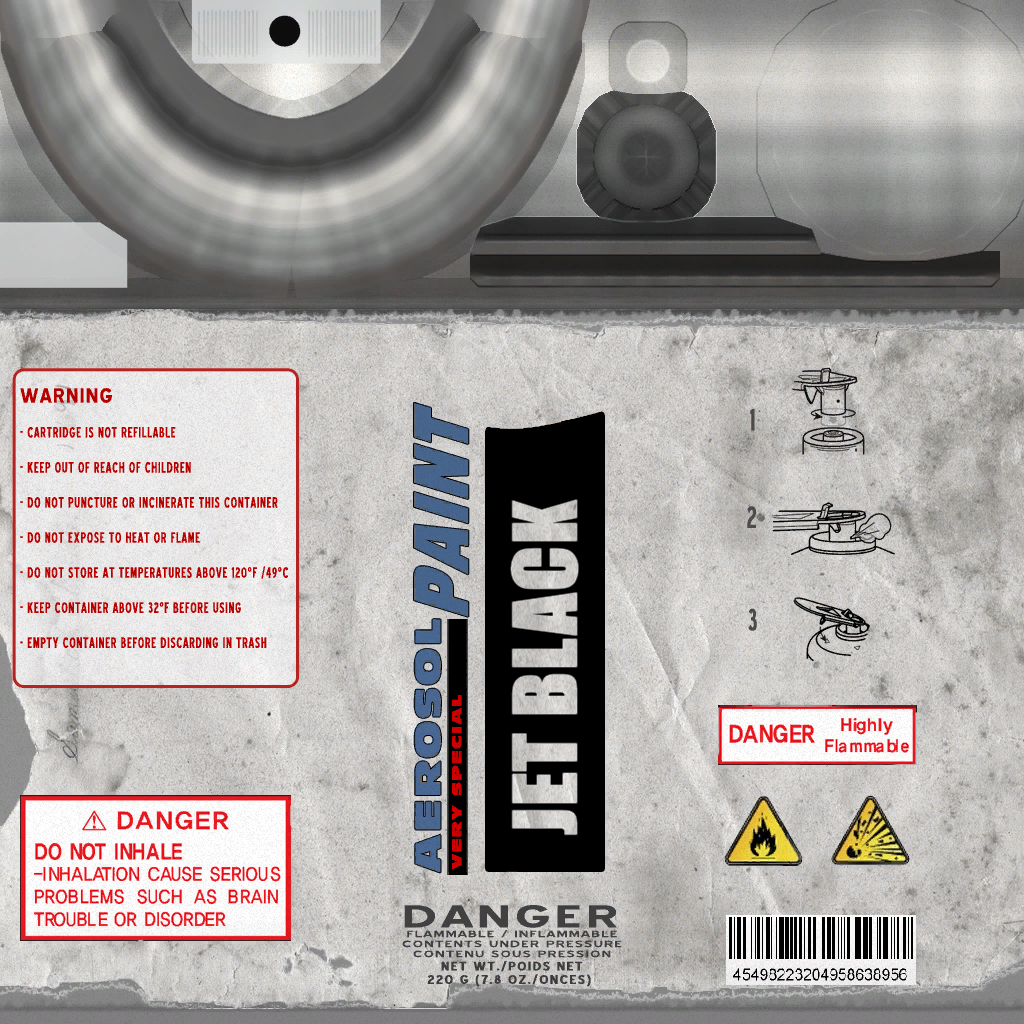 WARNING
- CARTRIDGE IS NOT REFILLABLE
- KEEP OUT OF REACH OF CHILDREN
- DO NOT PUNCTURE OR INCINERATE THIS CONTAINER
- DO NOT EXPOSE TO HEAT OR FLAME
- DO NOT STORE AT TEMPERATURES ABOVE 120°F /49°C
- KEEP CONTAINER ABOVE 32°F BEFORE USING
- EMPTY CONTAINER BEFORE DISCARDING IN TRASH
DANGER
DO NOT INHALE
-INHALATION CAUSE SERIOUS
PROBLEMS SUCH AS BRAIN
TROUBLE OR DISORDER
AEROSOL PAINT
VERY SPECIAL
JET BLACK
DANGER
FLAMMABLE / INFLAMMABLE
CONTENTS UNDER PRESSURE
CONTENU SOUS PRESSION
NET WT./POIDS NET
220 G (7.8 OZ./ONCES)
1
2
3
DANGER
Highly
Flammable
45498223204958638956